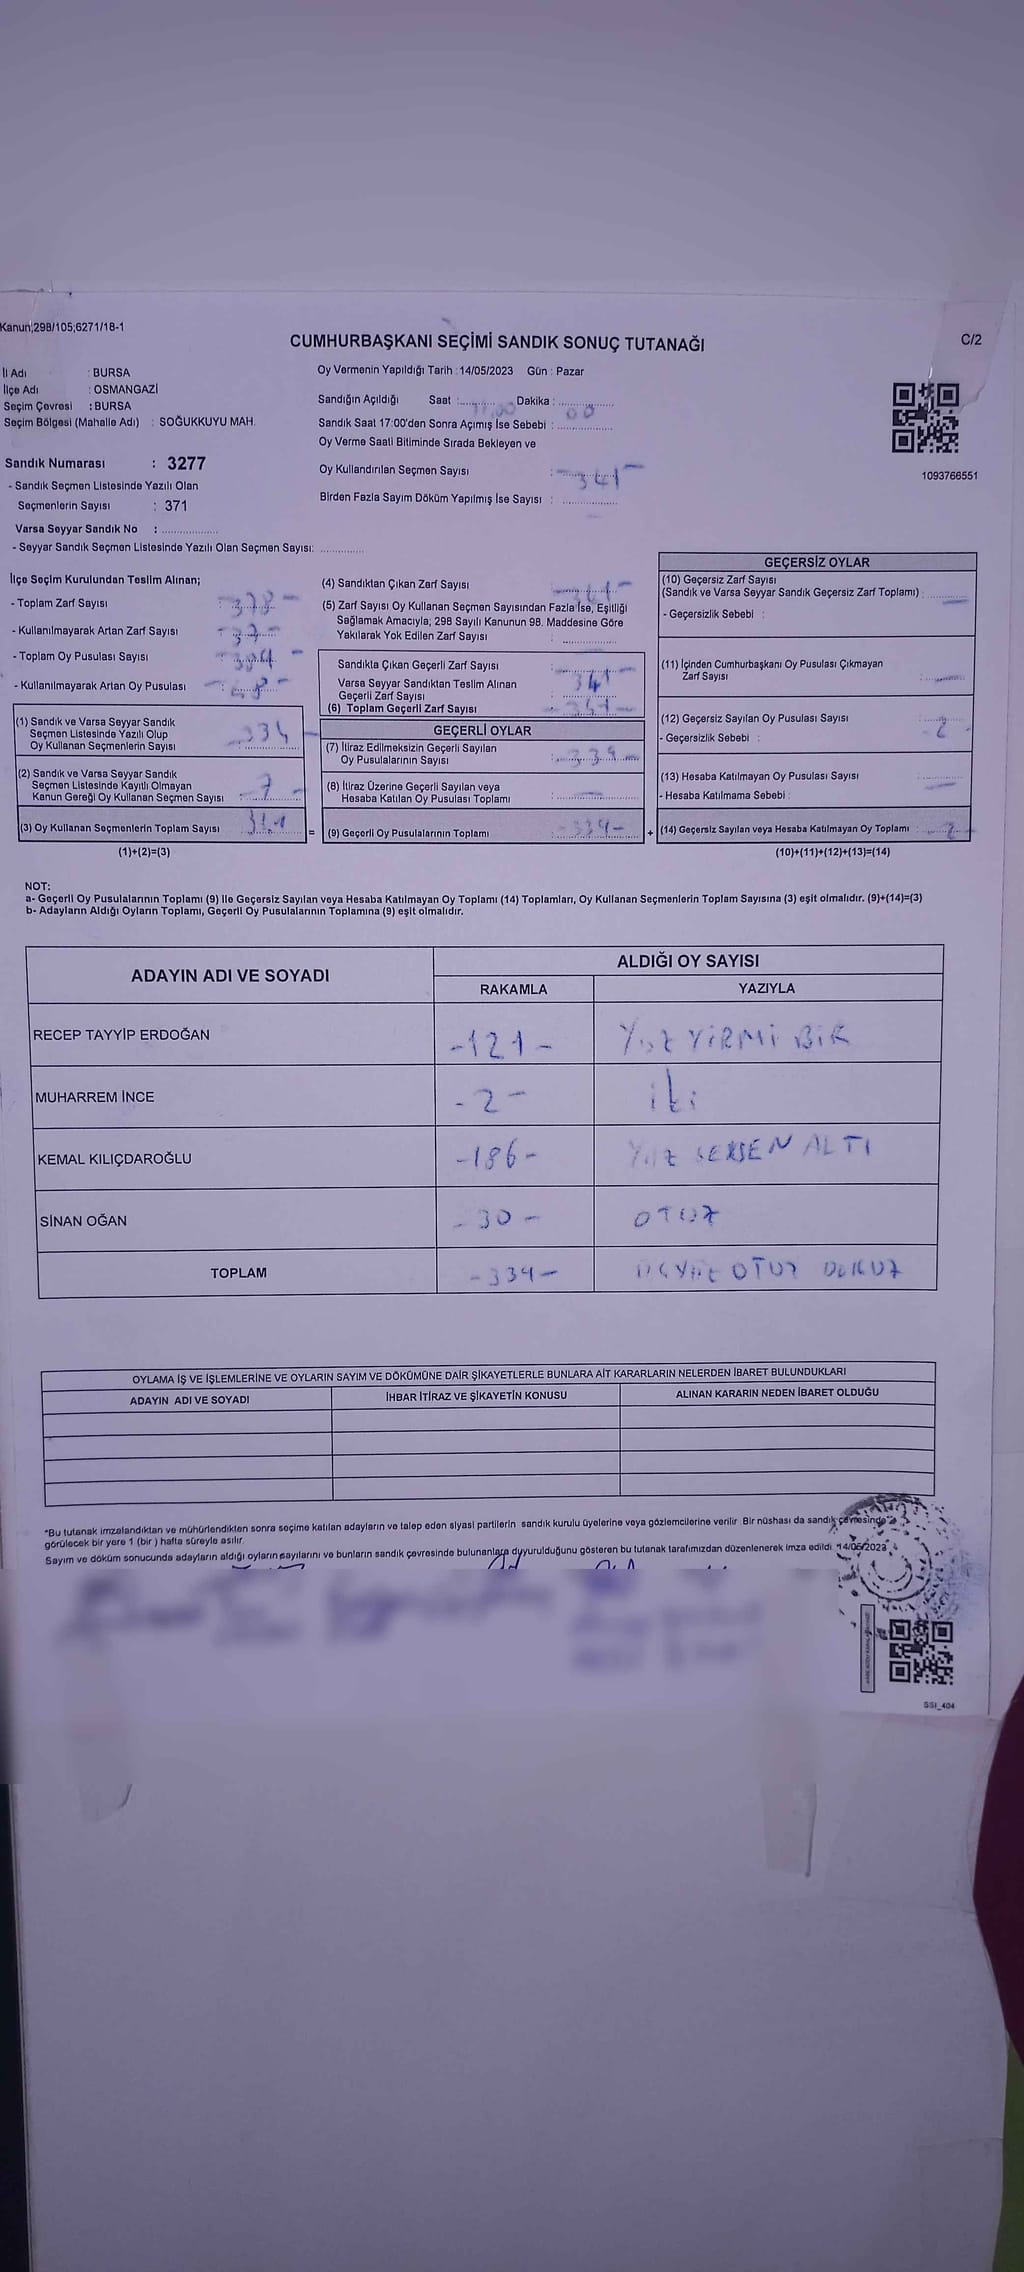 Kanun;298/105;6271/18-1
CUMHURBAŞKANI SEÇİMİ SANDIK SONUÇ TUTANAĞI
C/2
İl Adı : BURSA
İlçe Adı : OSMANGAZİ
Seçim Çevresi : BURSA
Seçim Bölgesi (Mahalle Adı) : SOĞUKKUYU MAH.
Sandık Numarası : 3277
- Sandık Seçmen Listesinde Yazılı Olan
Seçmenlerin Sayısı : 371
Varsa Seyyar Sandık No : ..................
- Seyyar Sandık Seçmen Listesinde Yazılı Olan Seçmen Sayısı: ..............
Oy Vermenin Yapıldığı Tarih :14/05/2023 Gün : Pazar
Sandığın Açıldığı Saat : Dakika : 00
Sandık Saat 17:00'den Sonra Açımış İse Sebebi : ..................
Oy Verme Saati Bitiminde Sırada Bekleyen ve
Oy Kullandırılan Seçmen Sayısı : -341-
Birden Fazla Sayım Döküm Yapılmış İse Sayısı : ..................
1093766551
İlçe Seçim Kurulundan Teslim Alınan;
- Toplam Zarf Sayısı : -378-
- Kullanılmayarak Artan Zarf Sayısı -37-
- Toplam Oy Pusulası Sayısı
- Kullanılmayarak Artan Oy Pusulası
(1) Sandık ve Varsa Seyyar Sandık
Seçmen Listesinde Yazılı Olup
Oy Kullanan Seçmenlerin Sayısı -334-
(2) Sandık ve Varsa Seyyar Sandık
Seçmen Listesinde Kayıtlı Olmayan
Kanun Gereği Oy Kullanan Seçmen Sayısı -7-
(3) Oy Kullanan Seçmenlerin Toplam Sayısı =
(1)+(2)=(3)
(4) Sandıktan Çıkan Zarf Sayısı
(5) Zarf Sayısı Oy Kullanan Seçmen Sayısından Fazla İse, Eşitliği
Sağlamak Amacıyla; 298 Sayılı Kanunun 98. Maddesine Göre
Yakılarak Yok Edilen Zarf Sayısı
Sandıkta Çıkan Geçerli Zarf Sayısı : 341
Varsa Seyyar Sandıktan Teslim Alınan
Geçerli Zarf Sayısı
(6) Toplam Geçerli Zarf Sayısı -341-
GEÇERLİ OYLAR
(7) İtiraz Edilmeksizin Geçerli Sayılan
Oy Pusulalarının Sayısı -339-
(8) İtiraz Üzerine Geçerli Sayılan veya
Hesaba Katılan Oy Pusulası Toplamı
(9) Geçerli Oy Pusulalarının Toplamı -339- +
GEÇERSİZ OYLAR
(10) Geçersiz Zarf Sayısı
(Sandık ve Varsa Seyyar Sandık Geçersiz Zarf Toplamı) :
- Geçersizlik Sebebi :
(11) İçinden Cumhurbaşkanı Oy Pusulası Çıkmayan
Zarf Sayısı
(12) Geçersiz Sayılan Oy Pusulası Sayısı : -2-
- Geçersizlik Sebebi :
(13) Hesaba Katılmayan Oy Pusulası Sayısı
- Hesaba Katılmama Sebebi :
(14) Geçersiz Sayılan veya Hesaba Katılmayan Oy Toplamı : -2-
(10)+(11)+(12)+(13)=(14)
NOT:
a- Geçerli Oy Pusulalarının Toplamı (9) ile Geçersiz Sayılan veya Hesaba Katılmayan Oy Toplamı (14) Toplamları, Oy Kullanan Seçmenlerin Toplam Sayısına (3) eşit olmalıdır. (9)+(14)=(3)
b- Adayların Aldığı Oyların Toplamı, Geçerli Oy Pusulalarının Toplamına (9) eşit olmalıdır.
ADAYIN ADI VE SOYADI ALDIĞI OY SAYISI
RAKAMLA YAZIYLA
RECEP TAYYİP ERDOĞAN -121- YÜZ YİRMİ BİR
MUHARREM İNCE -2- iki
KEMAL KILIÇDAROĞLU -186- YÜZ SEKSEN ALTI
SİNAN OĞAN -30- OTUZ
TOPLAM -339- ÜÇYÜZ OTUZ DOKUZ
OYLAMA İŞ VE İŞLEMLERİNE VE OYLARIN SAYIM VE DÖKÜMÜNE DAİR ŞİKAYETLERLE BUNLARA AİT KARARLARIN NELERDEN İBARET BULUNDUKLARI
ADAYIN ADI VE SOYADI İHBAR İTİRAZ VE ŞİKAYETİN KONUSU ALINAN KARARIN NEDEN İBARET OLDUĞU
*Bu tutanak imzalandıktan ve mühürlendikten sonra seçime katılan adayların ve talep eden siyasi partilerin sandık kurulu üyelerine veya gözlemcilerine verilir. Bir nüshası da sandık çevresinde
görülecek bir yere 1 (bir ) hafta süreyle asılır.
Sayım ve döküm sonucunda adayların aldığı oyların sayılarını ve bunların sandık çevresinde bulunanlara duyurulduğunu gösteren bu tutanak tarafımızdan düzenlenerek imza edildi. 14/05/2023
SSI_404